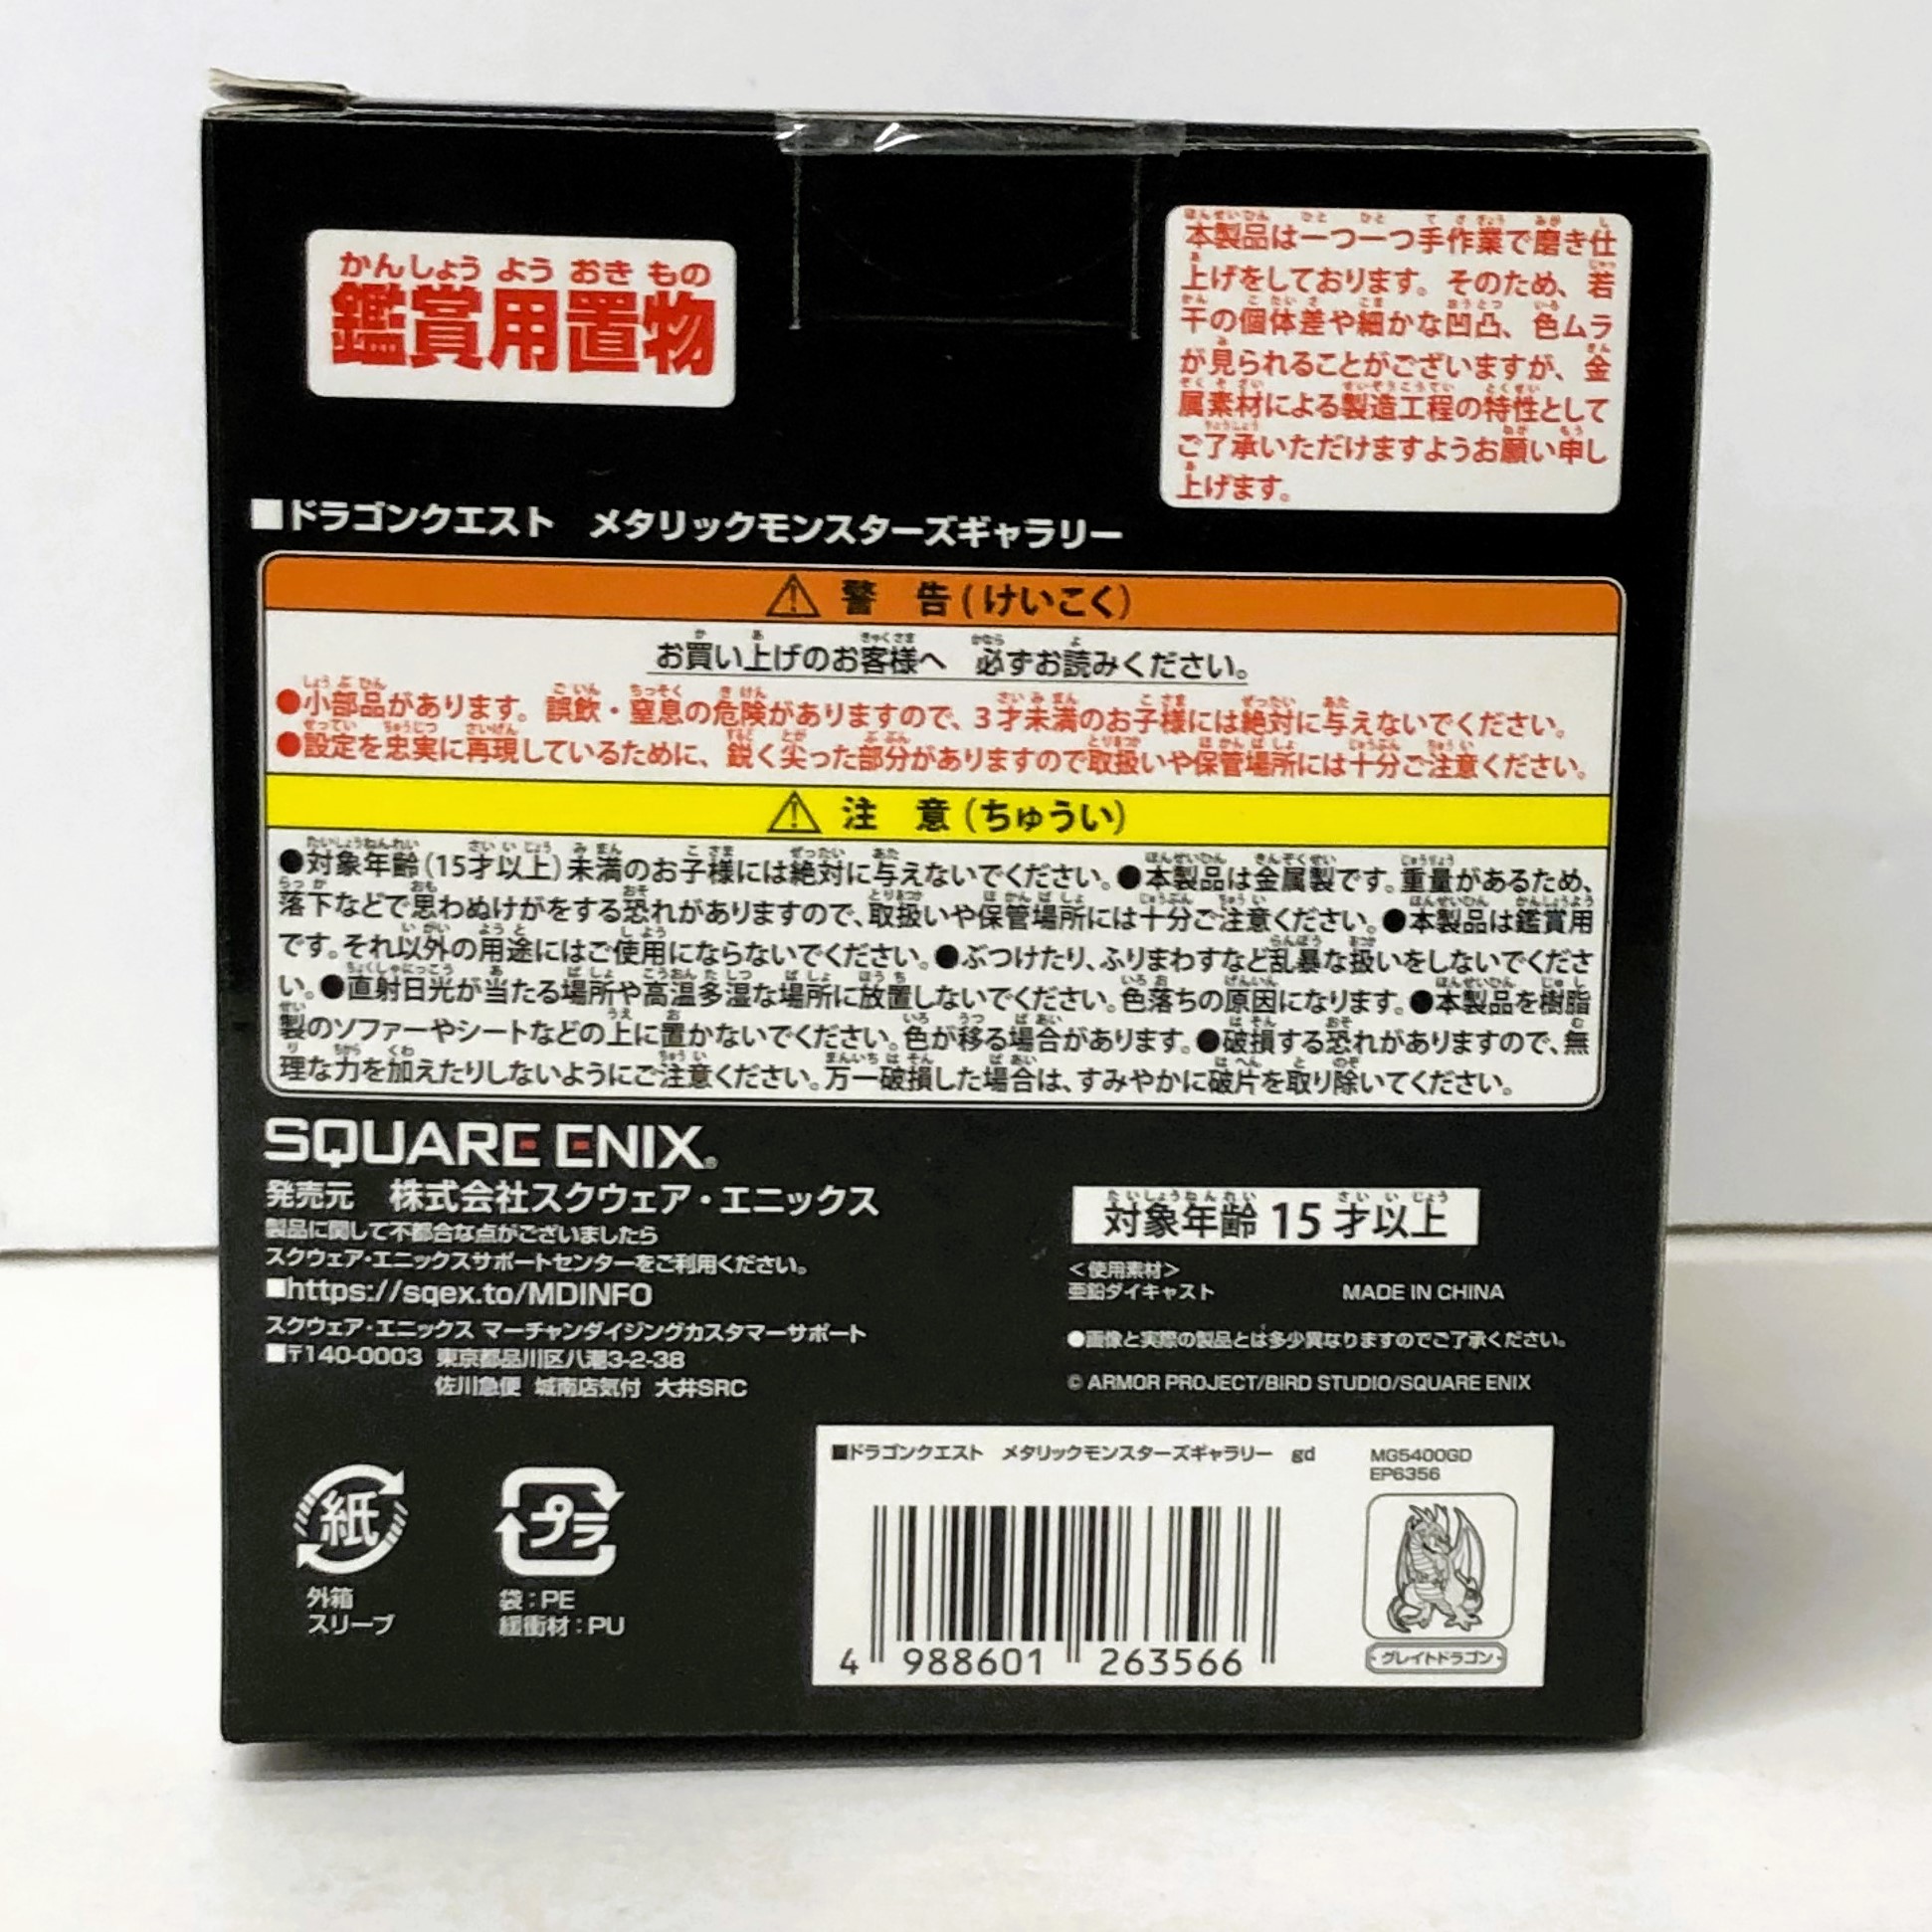 かんしょう よう おき もの
鑑賞用置物
本製品は一つ一つ手作業で磨き仕
上げをしております。そのため、若
干の個体差や細かな凹凸、色ムラ
が見られることがございますが、金
属素材による製造工程の特性として
ご了承いただけますようお願い申し
上げます。
■ドラゴンクエスト　メタリックモンスターズギャラリー
⚠ 警 告(けいこく)
お買い上げのお客様へ　必ずお読みください。
●小部品があります。誤飲・窒息の危険がありますので、3才未満のお子様には絶対に与えないでください。
●設定を忠実に再現しているために、鋭く尖った部分がありますので取扱いや保管場所には十分ご注意ください。
⚠ 注 意(ちゅうい)
●対象年齢(15才以上)未満のお子様には絶対に与えないでください。●本製品は金属製です。重量があるため、
落下などで思わぬけがをする恐れがありますので、取扱いや保管場所には十分ご注意ください。●本製品は鑑賞用
です。それ以外の用途にはご使用にならないでください。●ぶつけたり、ふりまわすなど乱暴な扱いをしないでくださ
い。●直射日光が当たる場所や高温多湿な場所に放置しないでください。色落ちの原因になります。●本製品を樹脂
製のソファーやシートなどの上に置かないでください。色が移る場合があります。●破損する恐れがありますので、無
理な力を加えたりしないようにご注意ください。万一破損した場合は、すみやかに破片を取り除いてください。
SQUARE ENIX®
発売元　株式会社スクウェア・エニックス
製品に関して不都合な点がございましたら
スクウェア・エニックスサポートセンターをご利用ください。
■https://sqex.to/MDINFO
スクウェア・エニックス マーチャンダイジングカスタマーサポート
■〒140-0003 東京都品川区八潮3-2-38
佐川急便 城南店気付 大井SRC
たいしょうねんれい　さい い じょう
対象年齢 15 才以上
＜使用素材＞
亜鉛ダイキャスト　MADE IN CHINA
●画像と実際の製品とは多少異なりますのでご了承ください。
© ARMOR PROJECT/BIRD STUDIO/SQUARE ENIX
紙
外箱
スリーブ
プラ
袋：PE
緩衝材：PU
■ドラゴンクエスト　メタリックモンスターズギャラリー　gd
MG5400GD
EP6356
4 988601 263566
グレイトドラゴン